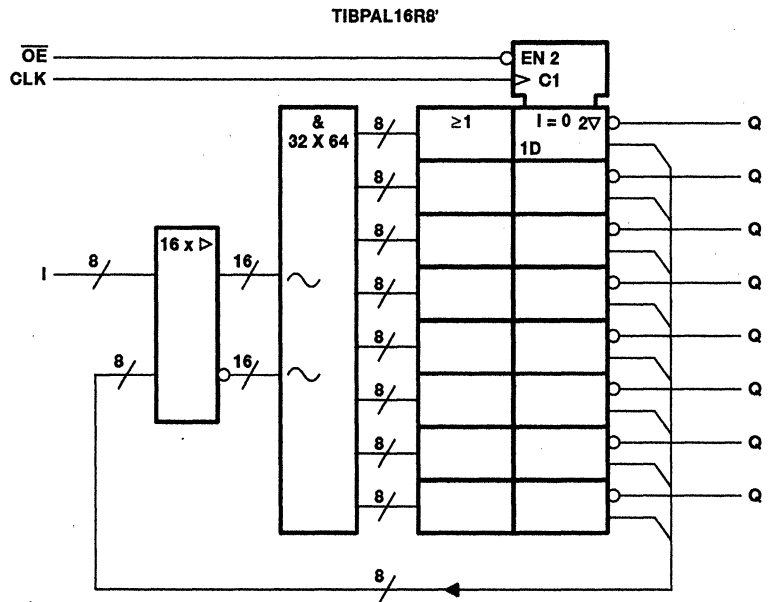 TIBPAL16R8'
OE
EN 2
CLK
C1
&
32 X 64
8
≥1
I = 0 2▽
1D
Q
8
Q
8
Q
16 x ▷
I
8
16
8
Q
8
Q
8
16
8
Q
8
Q
8
Q
8